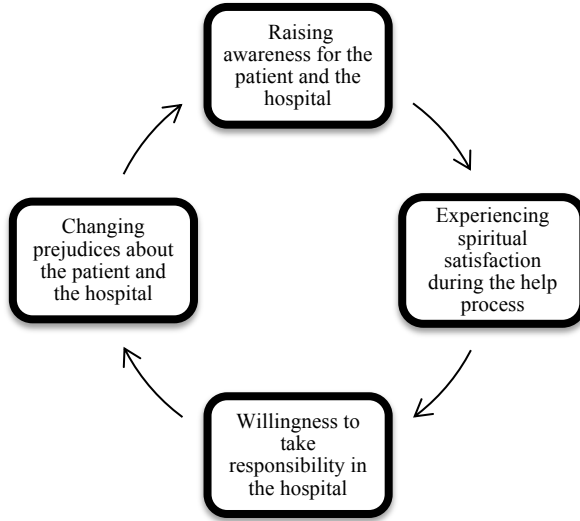 Raising
awareness for the
patient and the
hospital
Experiencing
spiritual
satisfaction
during the help
process
Willingness to
take
responsibility in
the hospital
Changing
prejudices about
the patient and
the hospital